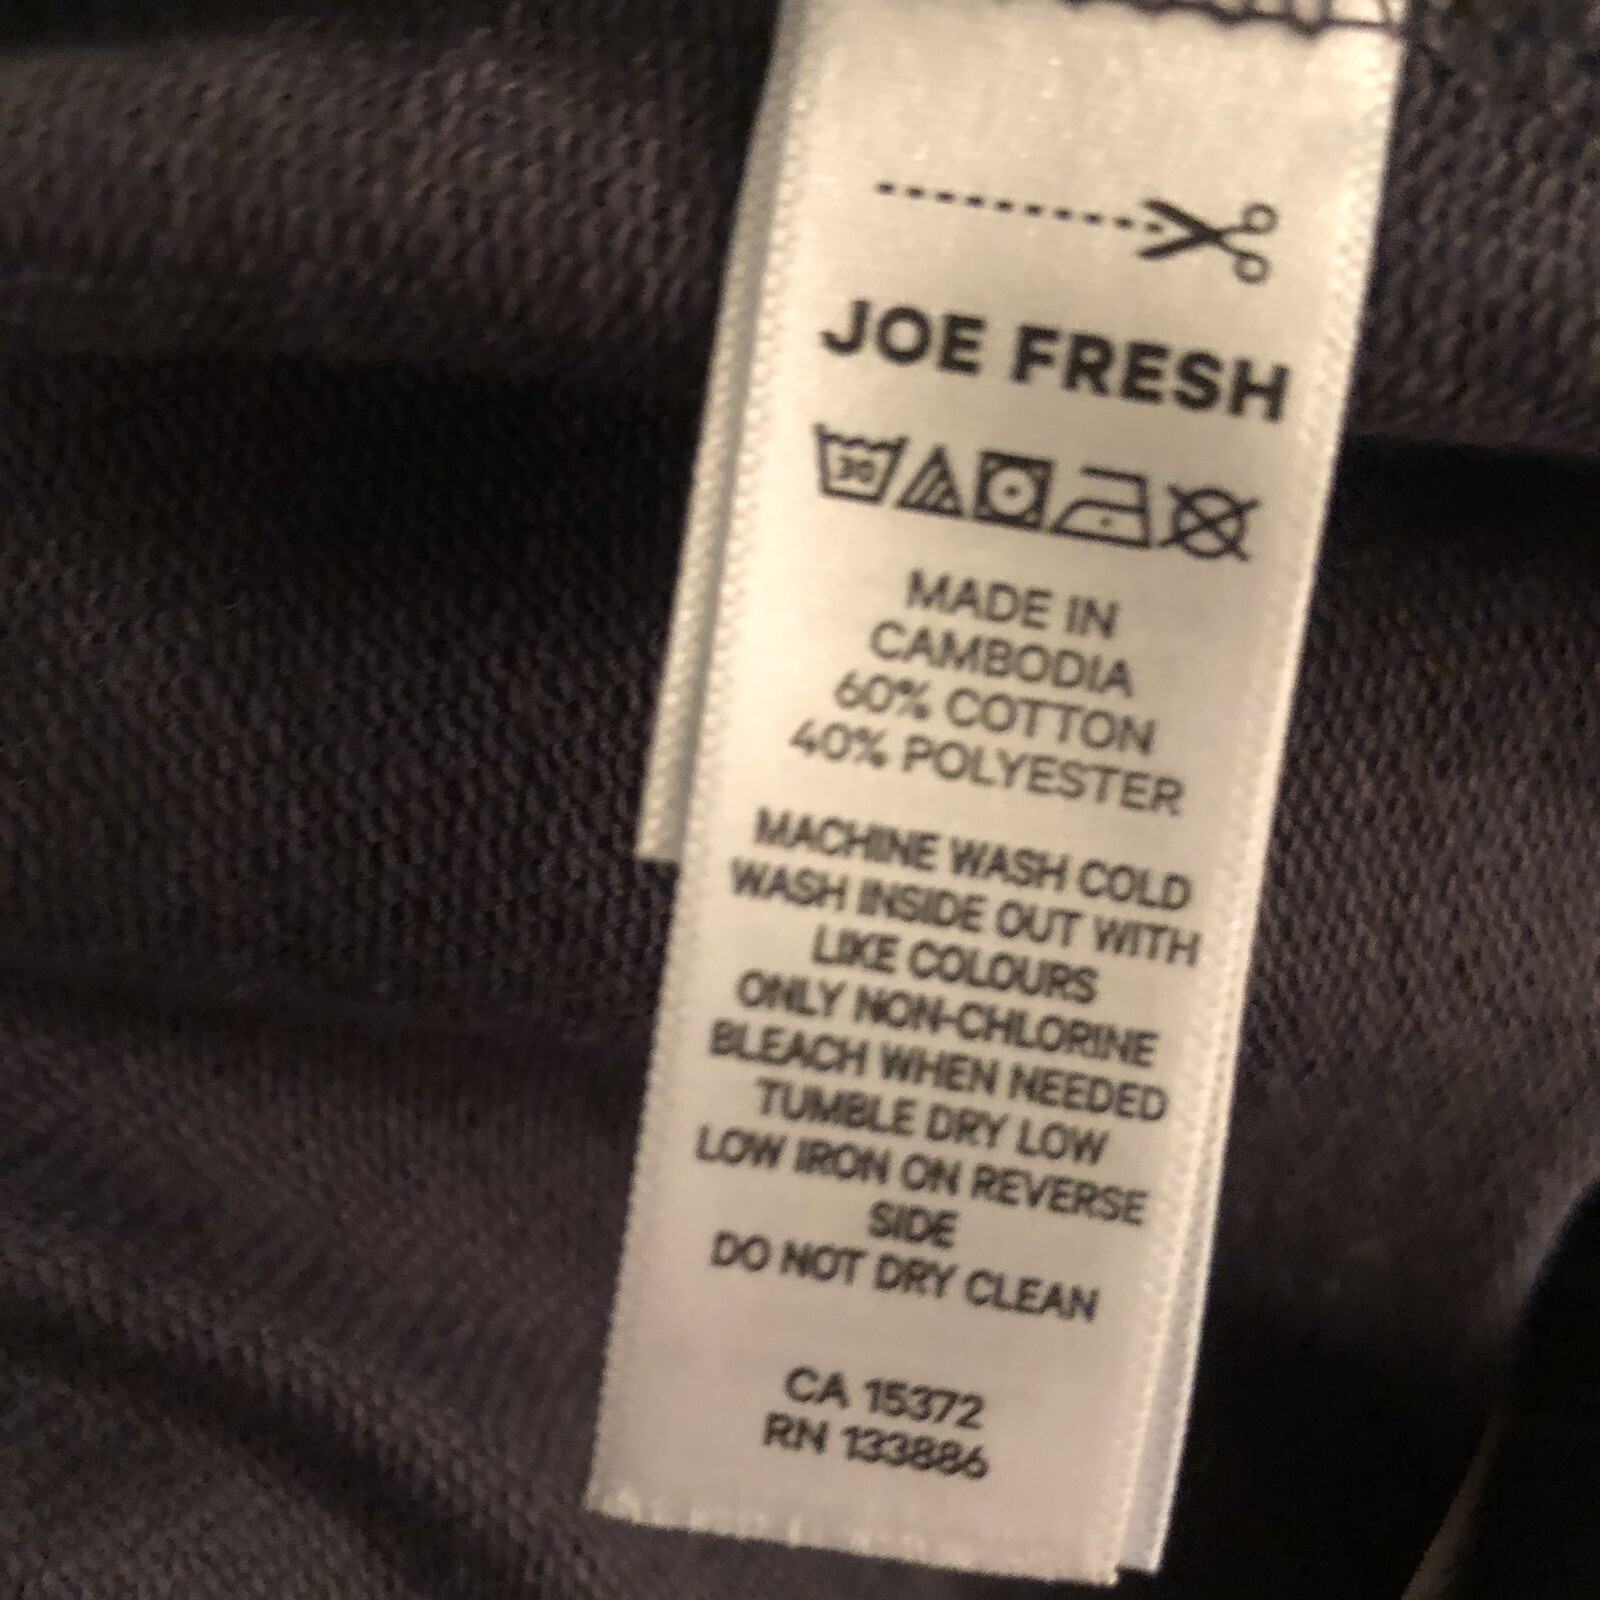 JOE FRESH
30
MADE IN
CAMBODIA
60% COTTON
40% POLYESTER
MACHINE WASH COLD
WASH INSIDE OUT WITH
LIKE COLOURS
ONLY NON-CHLORINE
BLEACH WHEN NEEDED
TUMBLE DRY LOW
LOW IRON ON REVERSE
SIDE
DO NOT DRY CLEAN
CA 15372
RN 133886